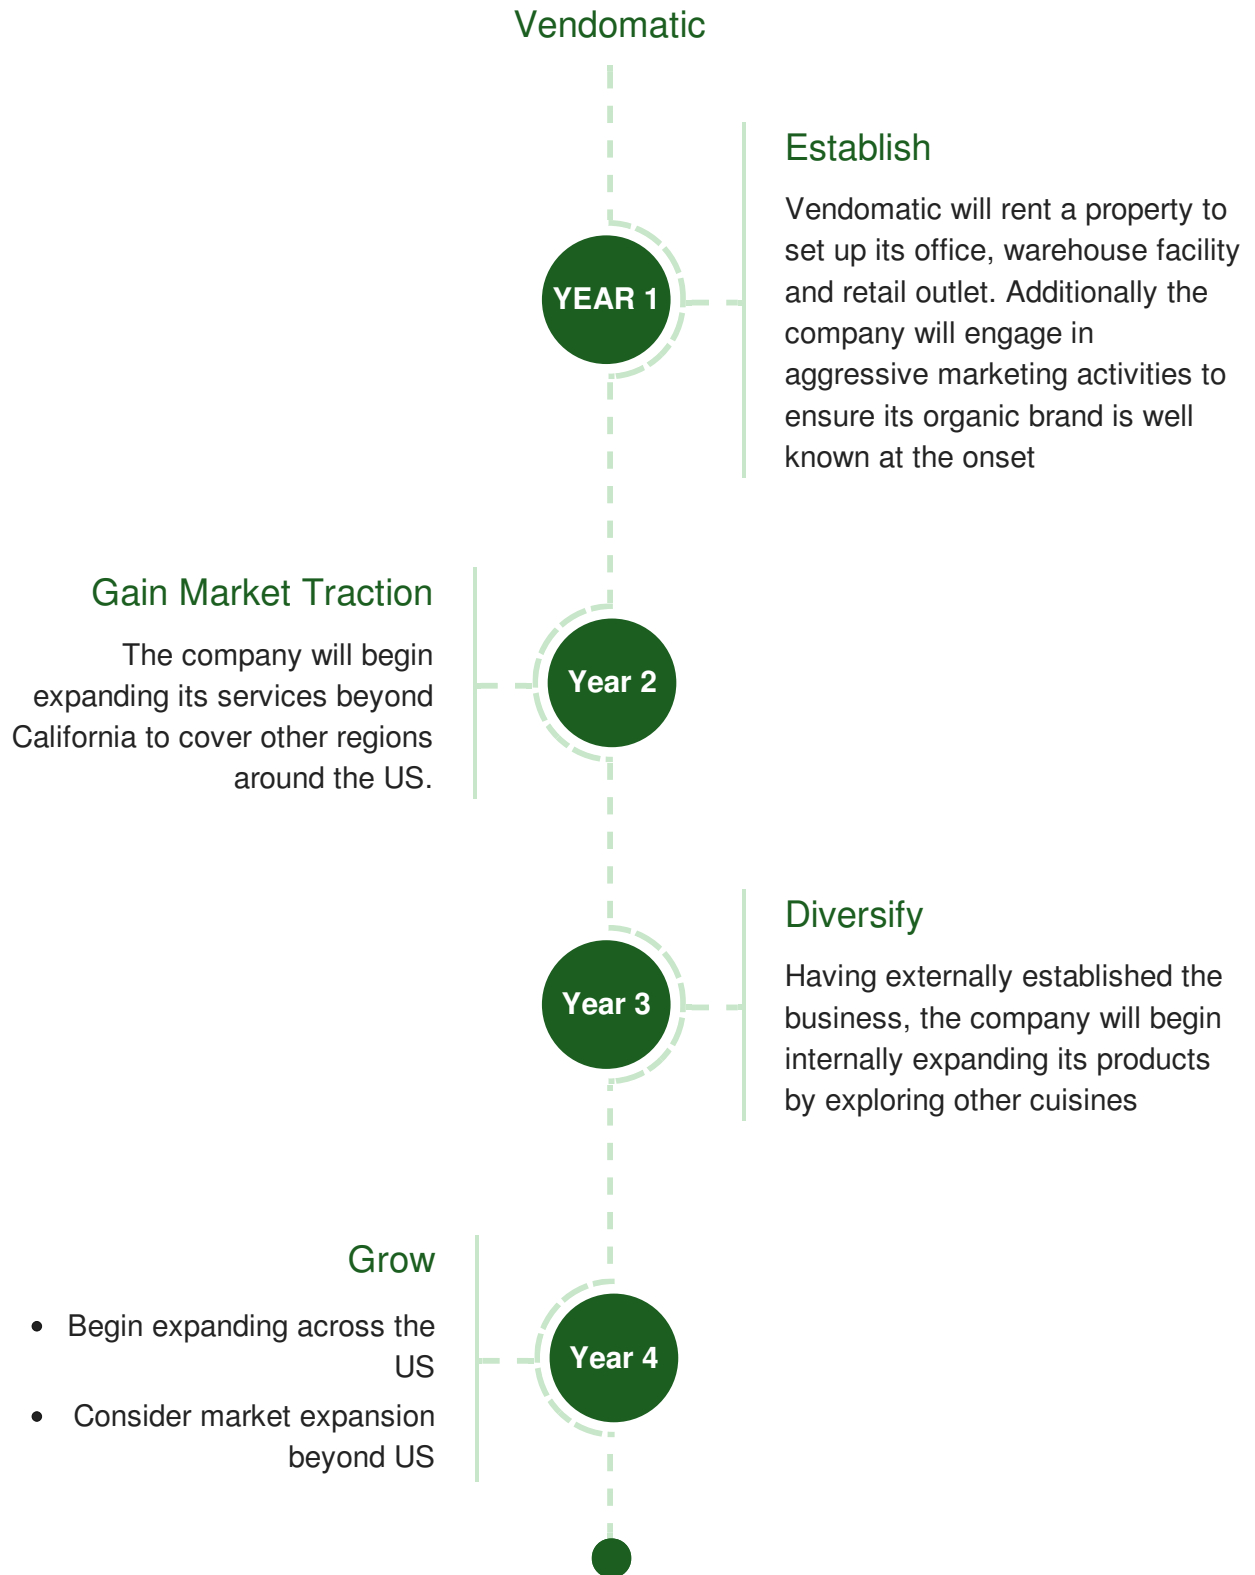 Vendomatic
Establish
Vendomatic will rent a property to
set up its office, warehouse facility
and retail outlet. Additionally the
company will engage in
aggressive marketing activities to
ensure its organic brand is well
known at the onset
YEAR 1
Gain Market Traction
The company will begin
expanding its services beyond
California to cover other regions
around the US.
Year 2
Diversify
Having externally established the
business, the company will begin
internally expanding its products
by exploring other cuisines
Year 3
Grow
• Begin expanding across the
US
• Consider market expansion
beyond US
Year 4